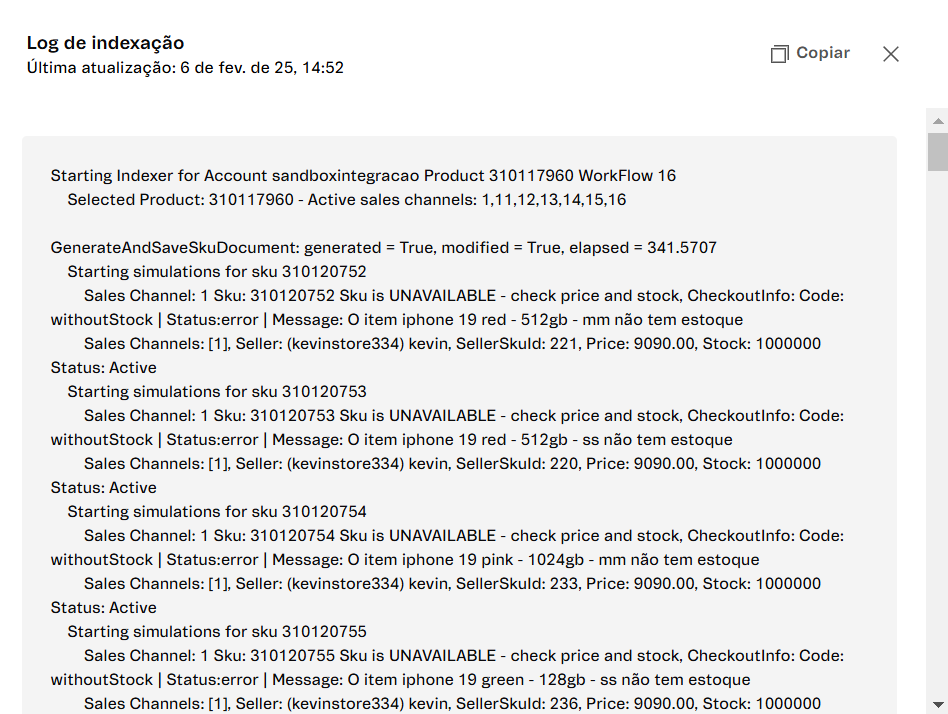 Log de indexação
Última atualização: 6 de fev. de 25, 14:52
Copiar
Starting Indexer for Account sandboxintegracao Product 310117960 WorkFlow 16
Selected Product: 310117960 - Active sales channels: 1,11,12,13,14,15,16
GenerateAndSaveSkuDocument: generated = True, modified = True, elapsed = 341.5707
Starting simulations for sku 310120752
Sales Channel: 1 Sku: 310120752 Sku is UNAVAILABLE - check price and stock, CheckoutInfo: Code:
withoutStock | Status:error | Message: O item iphone 19 red - 512gb - mm não tem estoque
Sales Channels: [1], Seller: (kevinstore334) kevin, SellerSkuId: 221, Price: 9090.00, Stock: 1000000
Status: Active
Starting simulations for sku 310120753
Sales Channel: 1 Sku: 310120753 Sku is UNAVAILABLE - check price and stock, CheckoutInfo: Code:
withoutStock | Status:error | Message: O item iphone 19 red - 512gb - ss não tem estoque
Sales Channels: [1], Seller: (kevinstore334) kevin, SellerSkuId: 220, Price: 9090.00, Stock: 1000000
Status: Active
Starting simulations for sku 310120754
Sales Channel: 1 Sku: 310120754 Sku is UNAVAILABLE - check price and stock, CheckoutInfo: Code:
withoutStock | Status:error | Message: O item iphone 19 pink - 1024gb - mm não tem estoque
Sales Channels: [1], Seller: (kevinstore334) kevin, SellerSkuId: 233, Price: 9090.00, Stock: 1000000
Status: Active
Starting simulations for sku 310120755
Sales Channel: 1 Sku: 310120755 Sku is UNAVAILABLE - check price and stock, CheckoutInfo: Code:
withoutStock | Status:error | Message: O item iphone 19 green - 128gb - ss não tem estoque
Sales Channels: [1], Seller: (kevinstore334) kevin, SellerSkuId: 236, Price: 9090.00, Stock: 1000000